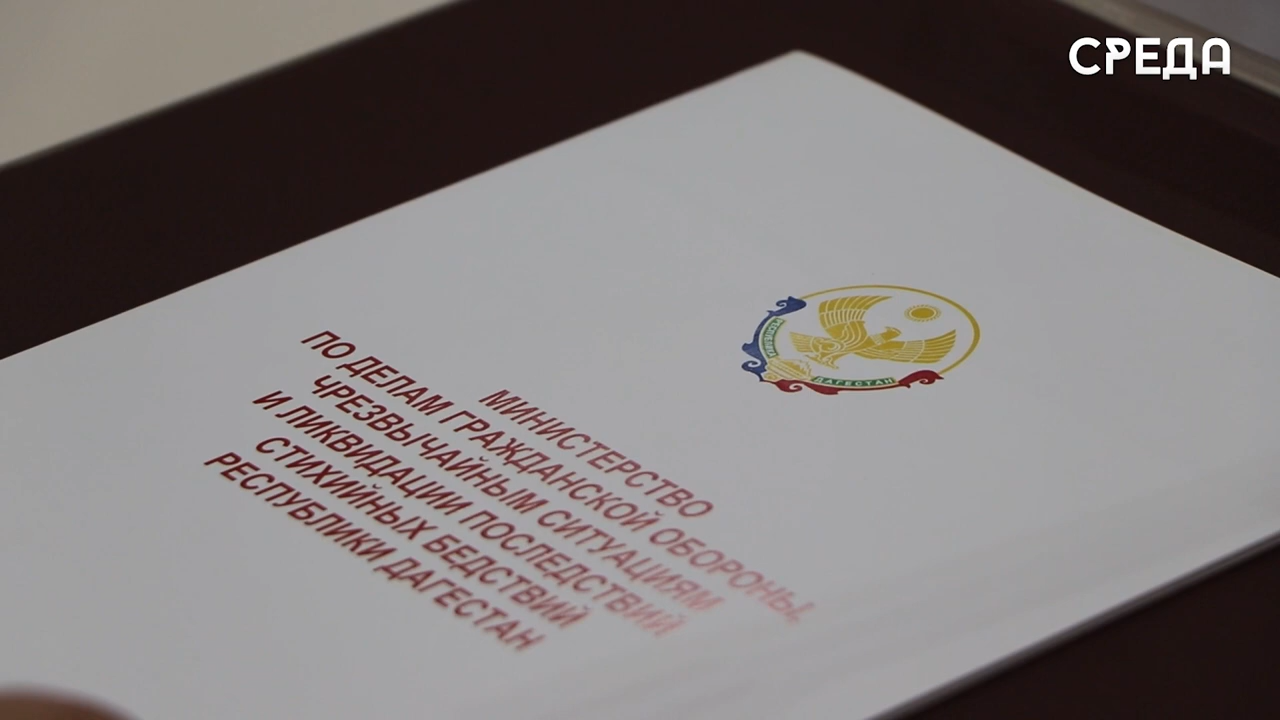 СРЕДА
ДАГЕСТАН
МИНИСТЕРСТВО
ПО ДЕЛАМ ГРАЖДАНСКОЙ ОБОРОНЫ,
ЧРЕЗВЫЧАЙНЫМ СИТУАЦИЯМ
И ЛИКВИДАЦИИ ПОСЛЕДСТВИЙ
СТИХИЙНЫХ БЕДСТВИЙ
РЕСПУБЛИКИ ДАГЕСТАН